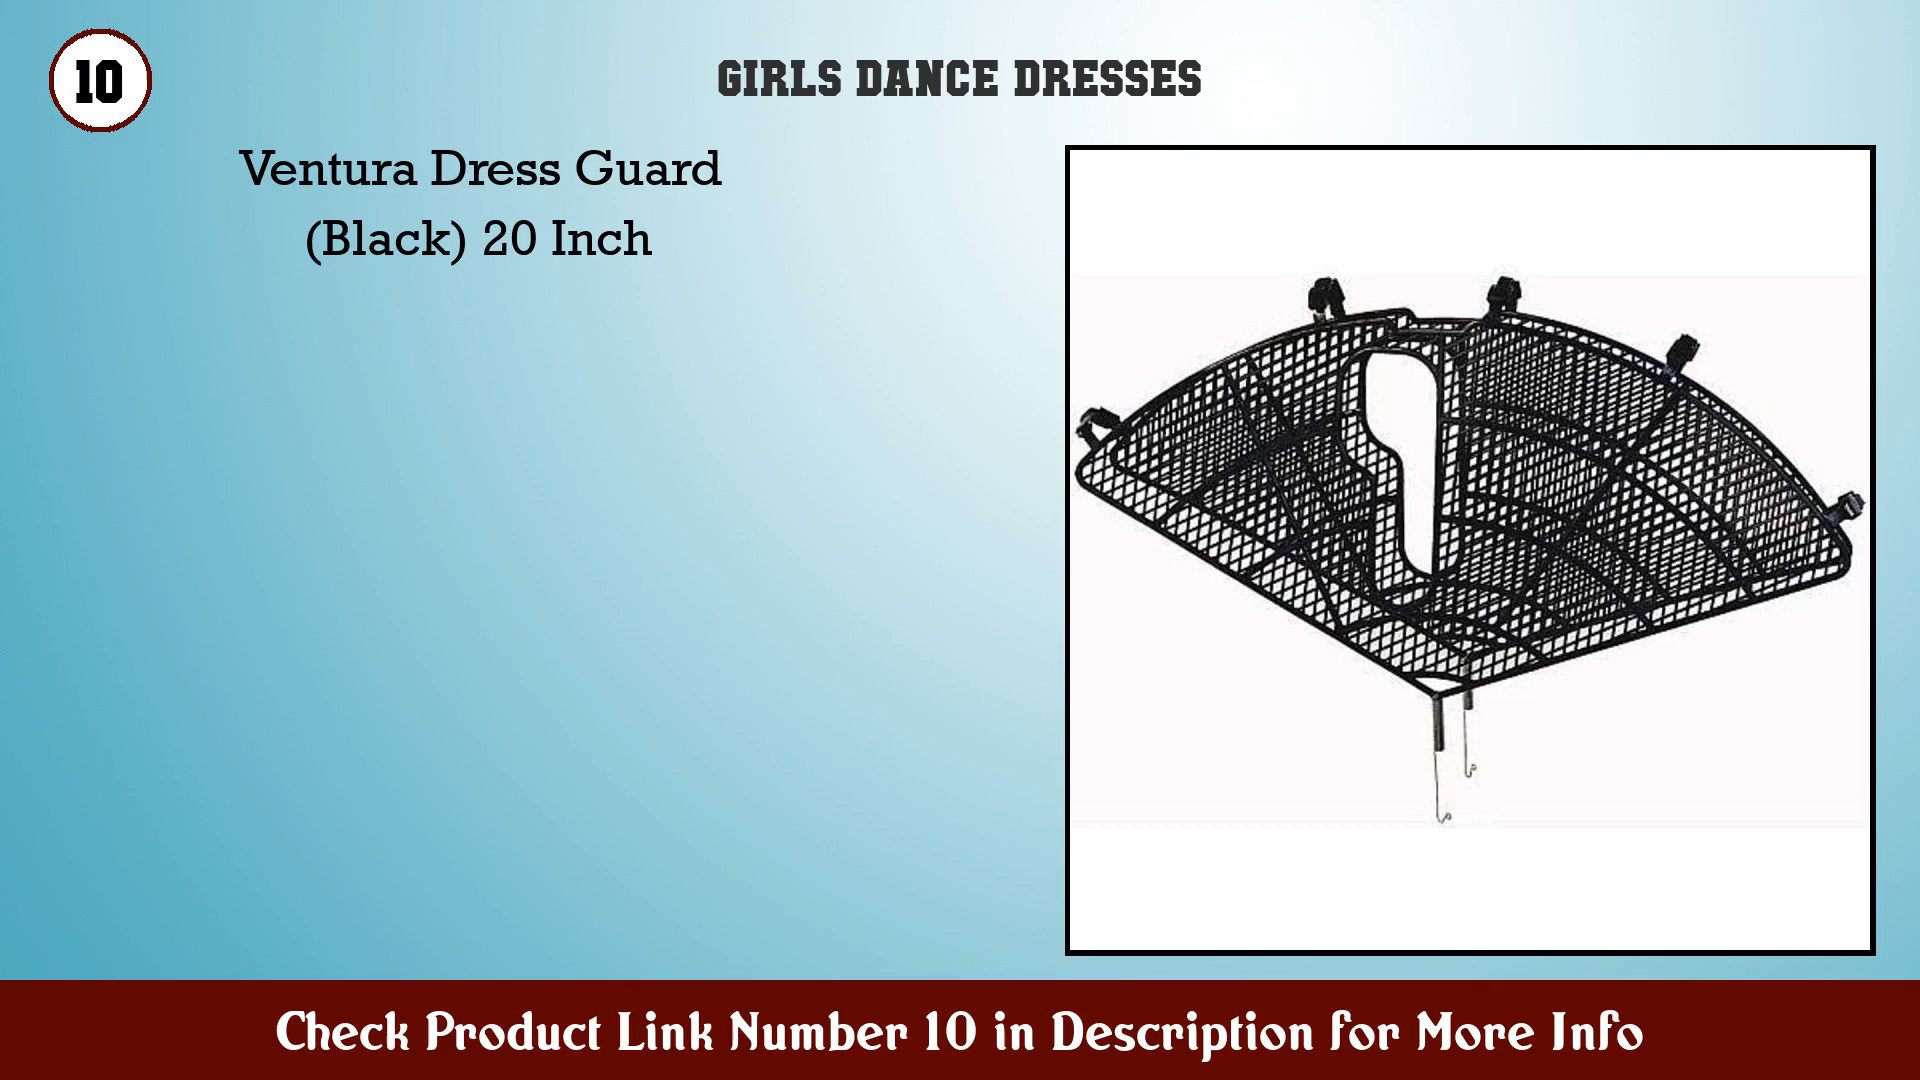 10
GIRLS DANCE DRESSES
Ventura Dress Guard
(Black) 20 Inch
Check Product Link Number 10 in Description for More Info